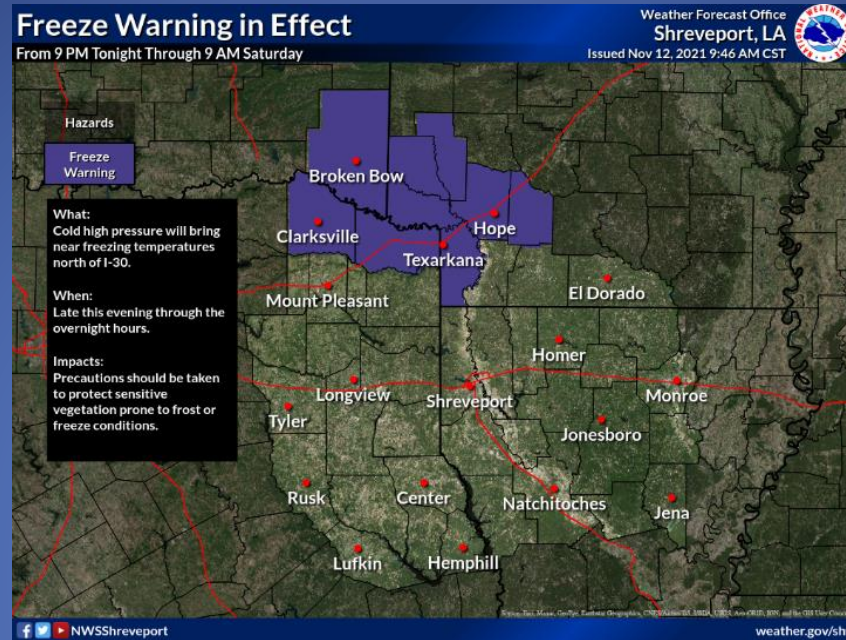 Freeze Warning in Effect
From 9 PM Tonight Through 9 AM Saturday
Weather Forecast Office
Shreveport, LA
Issued Nov 12, 2021 9:46 AM CST
NATIONAL WEATHER SERVICE
Hazards
Freeze
Warning
What:
Cold high pressure will bring
near freezing temperatures
north of I-30.
When:
Late this evening through the
overnight hours.
Impacts:
Precautions should be taken
to protect sensitive
vegetation prone to frost or
freeze conditions.
Broken Bow
Clarksville
Hope
Texarkana
Mount Pleasant
El Dorado
Homer
Longview
Shreveport
Monroe
Tyler
Jonesboro
Rusk
Center
Natchitoches
Jena
Lufkin
Hemphill
NWSShreveport
weather.gov/sh